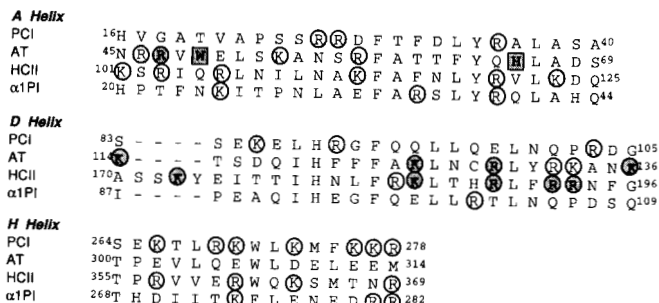 A Helix
PCI 16H V G A T V A P S S R R D F T F D L Y R A L A S A40
AT 45N R R V W E L S K A N S R F A T T F Y Q H L A D S69
HCII 101K S R I Q R L N I L N A K F A F N L Y R V L K D Q125
α1PI 20H P T F N K I T P N L A E F A R S L Y R Q L A H Q44
D Helix
PCI 83S - - - - S E K E L H R G F Q Q L L Q E L N Q P R D G105
AT 114K - - - - T S D Q I H F F F A K L N C R L Y R K A N K136
HCII 170A S S K Y E I T T I H N L F R K L T H R L F R R N F G196
α1PI 87I - - - - P E A Q I H E G F Q E L L R T L N Q P D S Q109
H Helix
PCI 264S E K T L R K W L K M F K K R278
AT 300T P E V L Q E W L D E L E E M314
HCII 355T P R V V E R W Q K S M T N R369
α1PI 268T H D I I T K F L E N E D R R282